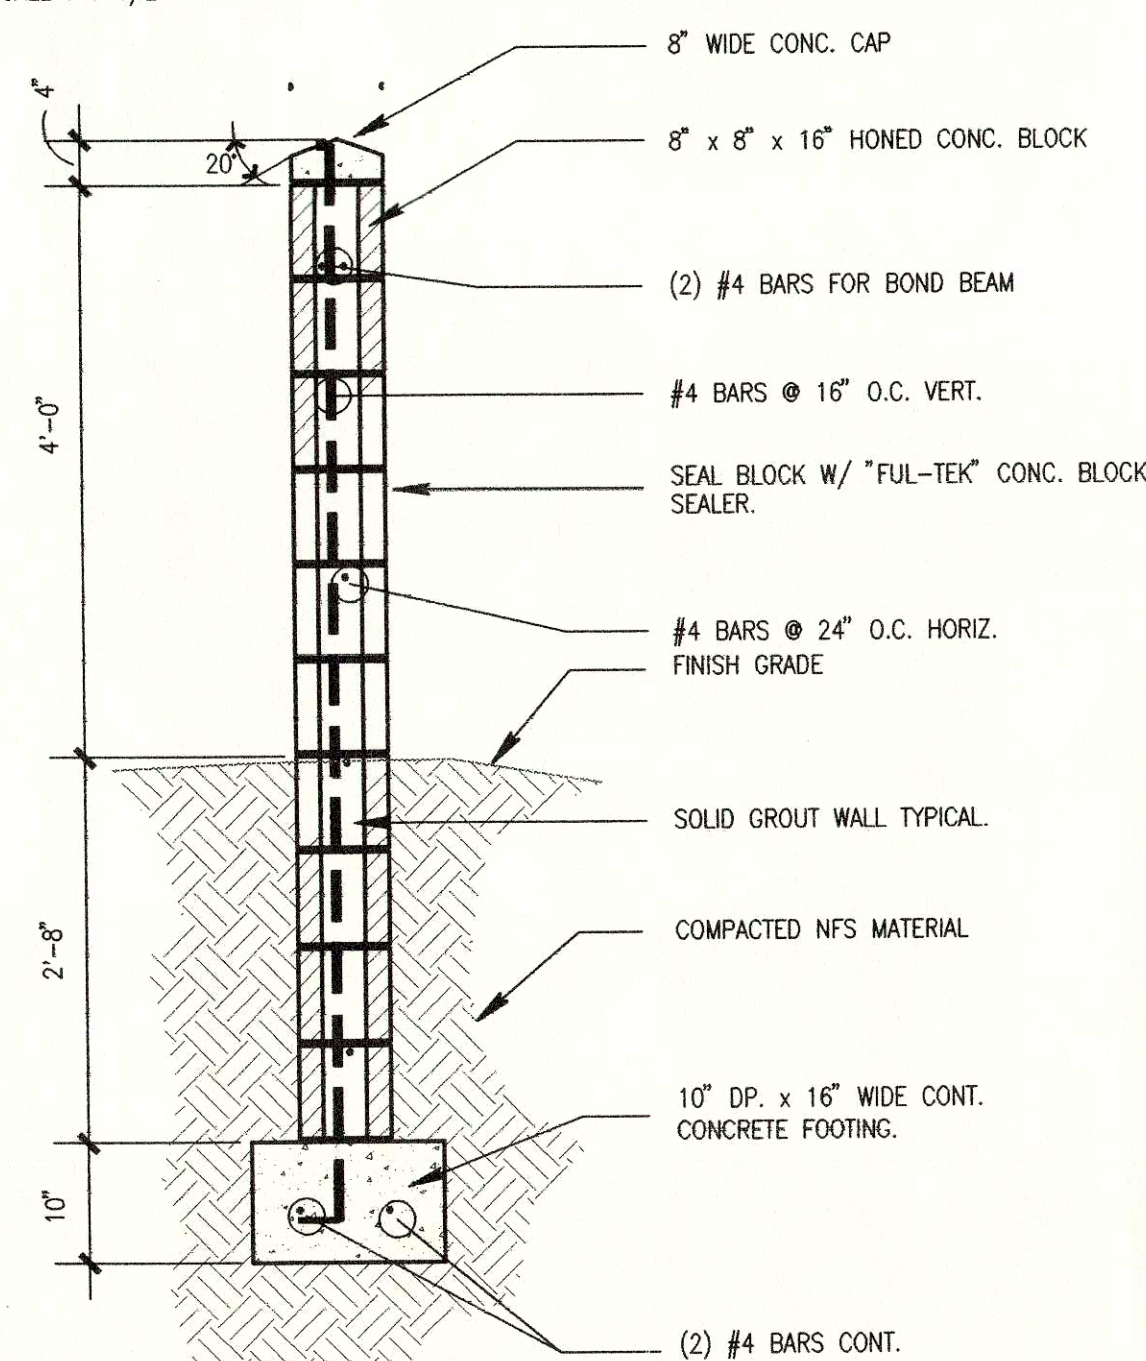 8" WIDE CONC. CAP
4"
8" x 8" x 16" HONED CONC. BLOCK
20°
(2) #4 BARS FOR BOND BEAM
#4 BARS @ 16" O.C. VERT.
4'-0"
SEAL BLOCK W/ "FUL-TEK" CONC. BLOCK
SEALER.
#4 BARS @ 24" O.C. HORIZ.
FINISH GRADE
SOLID GROUT WALL TYPICAL.
COMPACTED NFS MATERIAL
2'-8"
10" DP. x 16" WIDE CONT.
CONCRETE FOOTING.
10"
(2) #4 BARS CONT.